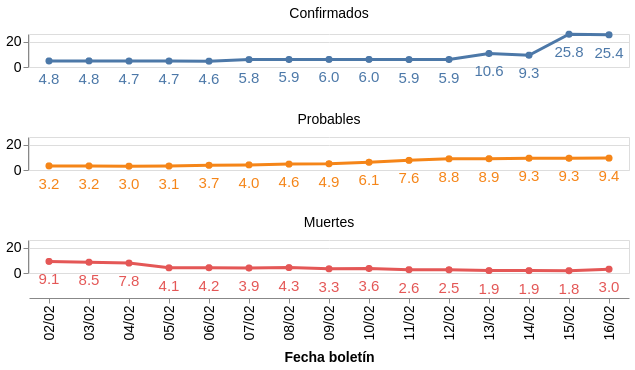 Confirmados
20
0
4.8 4.8 4.7 4.7 4.6 5.8 5.9 6.0 6.0 5.9 5.9 10.6 9.3 25.8 25.4
Probables
20
0
3.2 3.2 3.0 3.1 3.7 4.0 4.6 4.9 6.1 7.6 8.8 8.9 9.3 9.3 9.4
Muertes
20
0
9.1 8.5 7.8 4.1 4.2 3.9 4.3 3.3 3.6 2.6 2.5 1.9 1.9 1.8 3.0
02/02 03/02 04/02 05/02 06/02 07/02 08/02 09/02 10/02 11/02 12/02 13/02 14/02 15/02 16/02
Fecha boletín